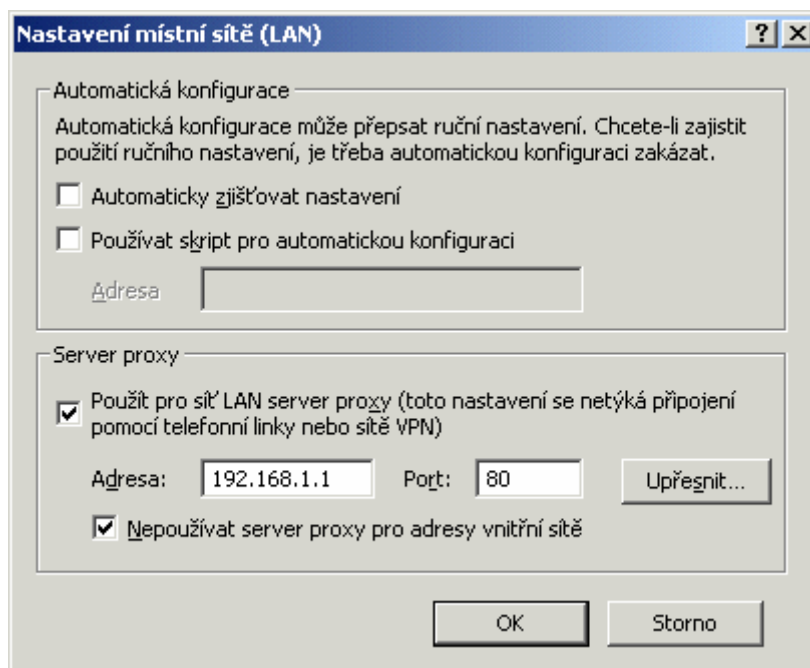 Nastavení místní sítě (LAN)
Automatická konfigurace
Automatická konfigurace může přepsat ruční nastavení. Chcete-li zajistit
použití ručního nastavení, je třeba automatickou konfiguraci zakázat.
Automaticky zjišťovat nastavení
Používat skript pro automatickou konfiguraci
Adresa
Server proxy
Použít pro síť LAN server proxy (toto nastavení se netýká připojení
pomocí telefonní linky nebo sítě VPN)
Adresa: 192.168.1.1 Port: 80 Upřesnit...
Nepoužívat server proxy pro adresy vnitřní sítě
OK Storno